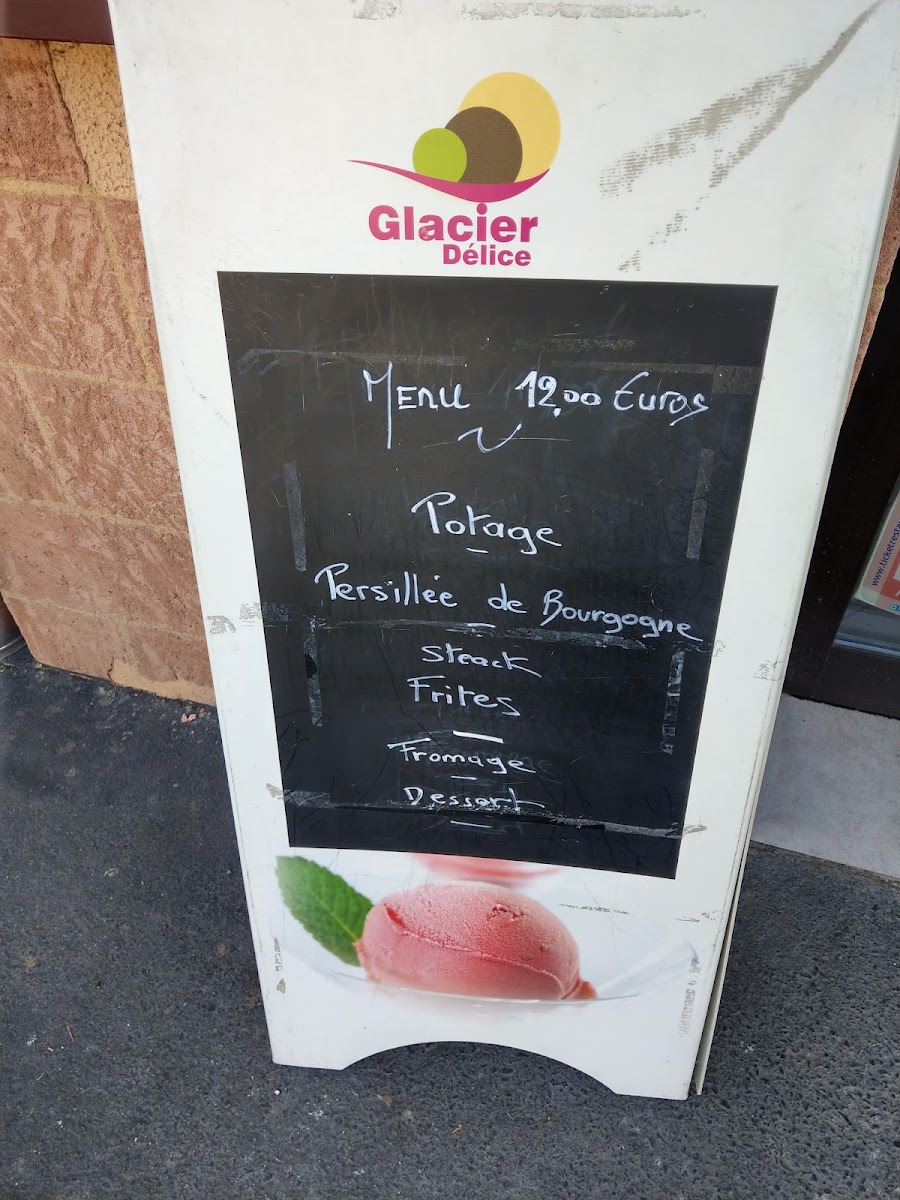 Glacier
Délice
MENU 12,00 Euros
Potage
Persillée de Bourgogne
Steack
Frites
Fromage
Dessert